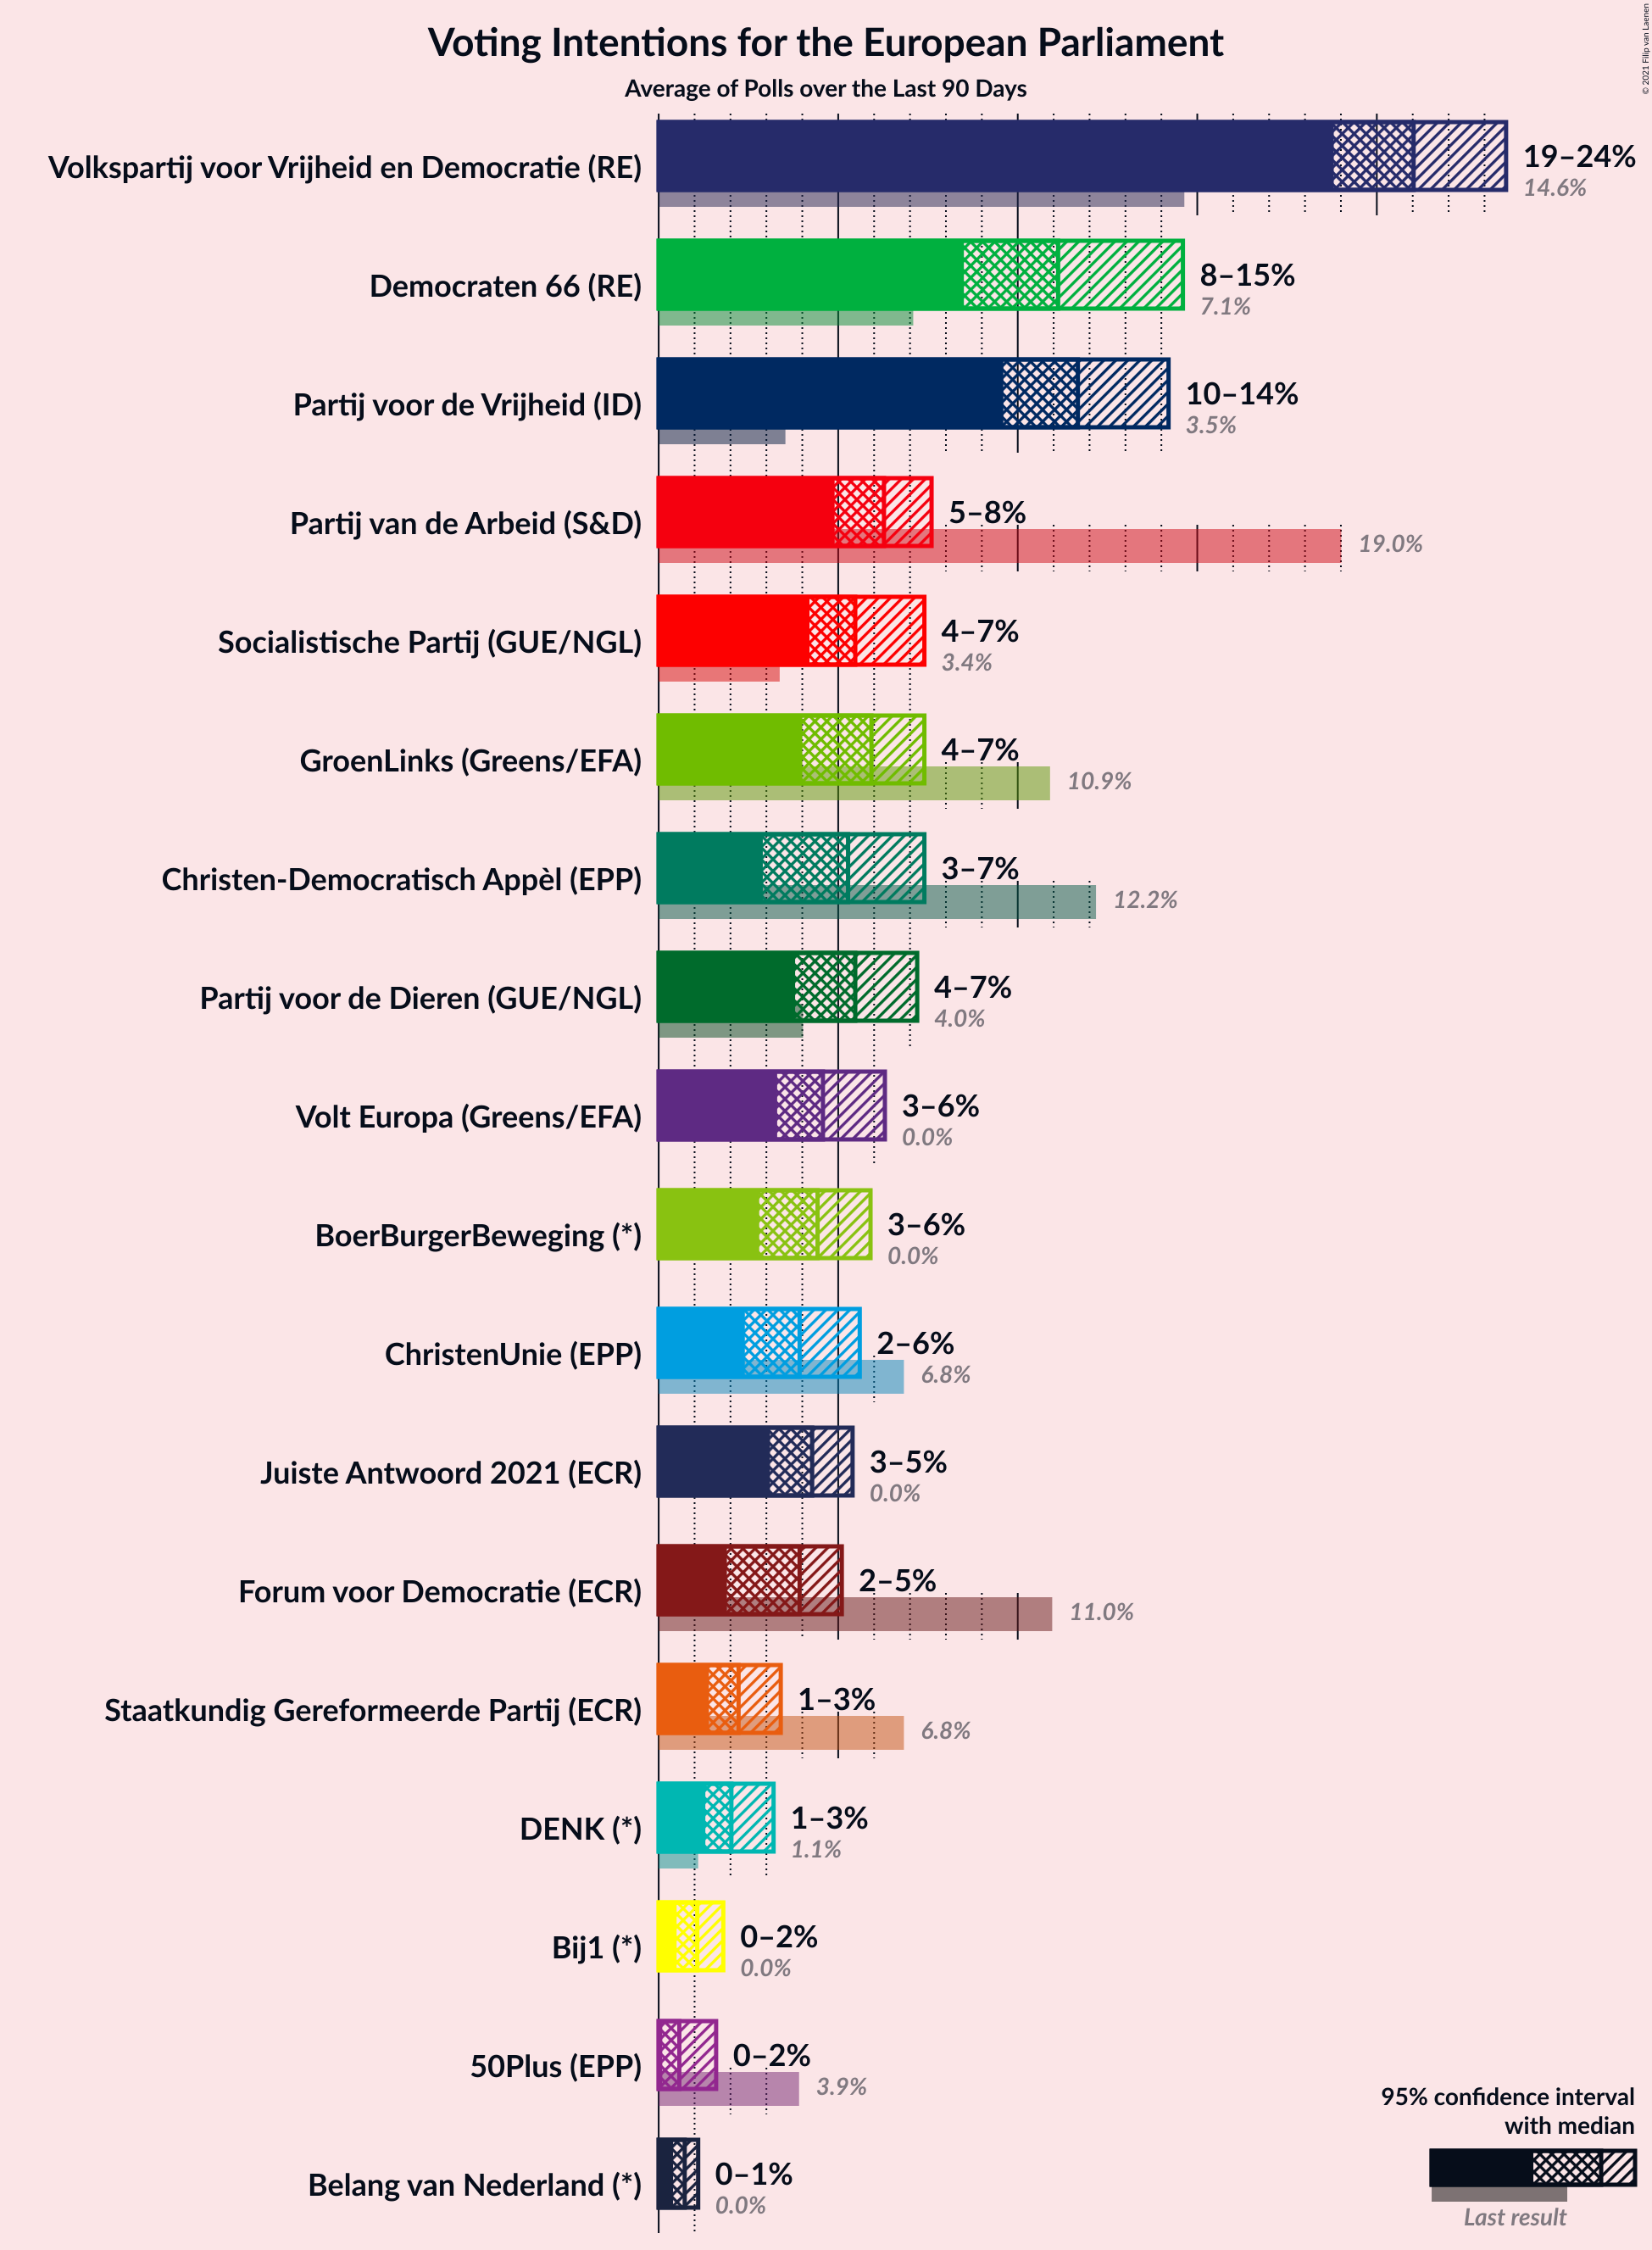 © 2021 Filip van Laenen
Voting Intentions for the European Parliament
Average of Polls over the Last 90 Days
Volkspartij voor Vrijheid en Democratie (RE)
19–24%
14.6%
Democraten 66 (RE)
8–15%
7.1%
Partij voor de Vrijheid (ID)
10–14%
3.5%
Partij van de Arbeid (S&D)
5–8%
19.0%
Socialistische Partij (GUE/NGL)
4–7%
3.4%
GroenLinks (Greens/EFA)
4–7%
10.9%
Christen-Democratisch Appèl (EPP)
3–7%
12.2%
Partij voor de Dieren (GUE/NGL)
4–7%
4.0%
Volt Europa (Greens/EFA)
3–6%
0.0%
BoerBurgerBeweging (*)
3–6%
0.0%
ChristenUnie (EPP)
2–6%
6.8%
Juiste Antwoord 2021 (ECR)
3–5%
0.0%
Forum voor Democratie (ECR)
2–5%
11.0%
Staatkundig Gereformeerde Partij (ECR)
1–3%
6.8%
DENK (*)
1–3%
1.1%
Bij1 (*)
0–2%
0.0%
50Plus (EPP)
0–2%
3.9%
Belang van Nederland (*)
0–1%
0.0%
95% confidence interval
with median
Last result